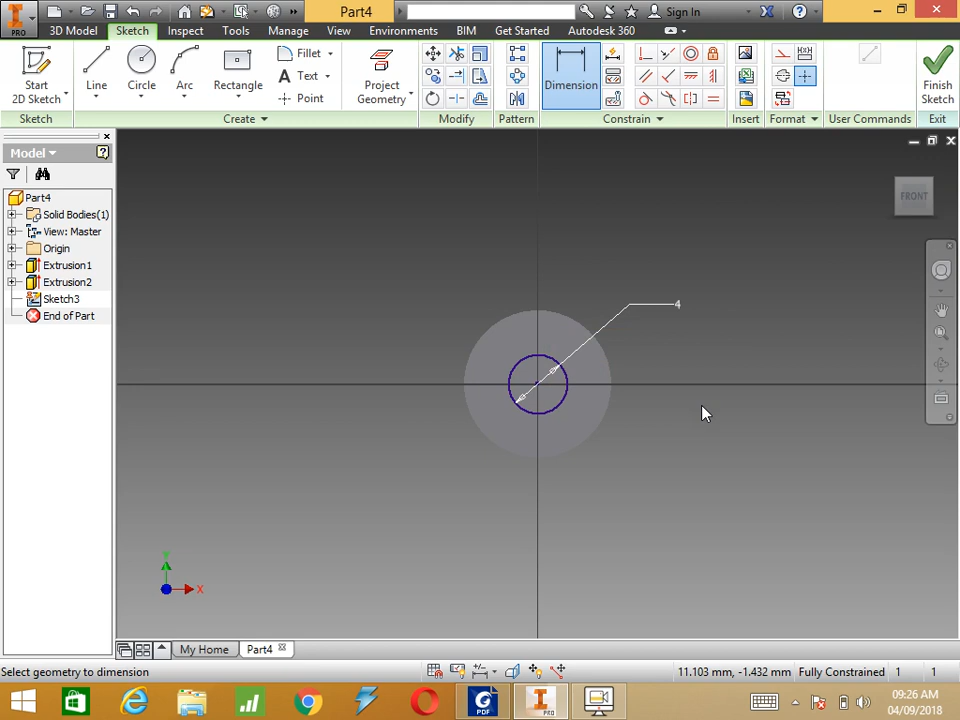 Part4
Sign In
PRO
3D Model Sketch Inspect Tools Manage View Environments BIM Get Started Autodesk 360
Start
2D Sketch
Line
Circle
Arc
Rectangle
Fillet
Text
Point
Project
Geometry
Dimension
Finish
Sketch
Sketch
Create
Modify
Pattern
Constrain
Insert
Format
User Commands
Exit
Model
Part4
Solid Bodies(1)
View: Master
Origin
Extrusion1
Extrusion2
Sketch3
End of Part
FRONT
4
Y
X
My Home
Part4
Select geometry to dimension
11.103 mm, -1.432 mm
Fully Constrained
1
1
PDF
PRO
09:26 AM
04/09/2018